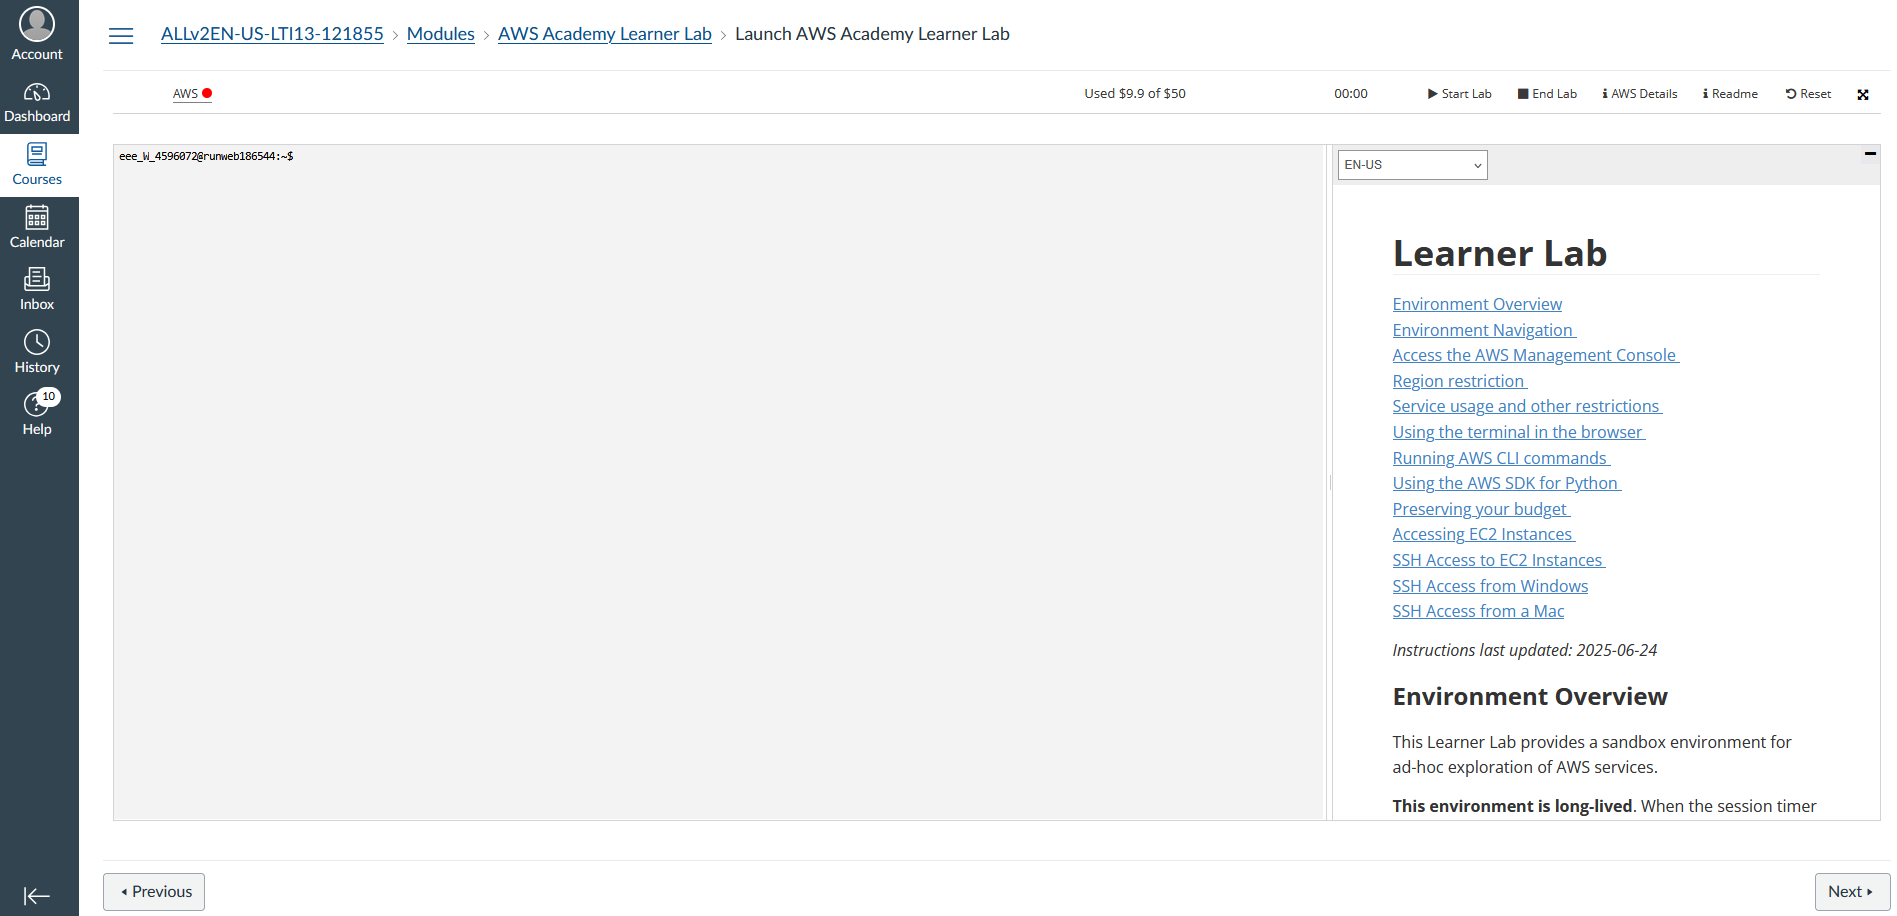 Account
Dashboard
Courses
Calendar
Inbox
History
10
Help
ALLv2EN-US-LTI13-121855 › Modules › AWS Academy Learner Lab › Launch AWS Academy Learner Lab
AWS
Used $9.9 of $50
00:00
Start Lab
End Lab
AWS Details
Readme
Reset
eee_W_4596072@runweb186544:~$
EN-US
Learner Lab
Environment Overview
Environment Navigation
Access the AWS Management Console
Region restriction
Service usage and other restrictions
Using the terminal in the browser
Running AWS CLI commands
Using the AWS SDK for Python
Preserving your budget
Accessing EC2 Instances
SSH Access to EC2 Instances
SSH Access from Windows
SSH Access from a Mac
Instructions last updated: 2025-06-24
Environment Overview
This Learner Lab provides a sandbox environment for
ad-hoc exploration of AWS services.
This environment is long-lived. When the session timer
Previous
Next